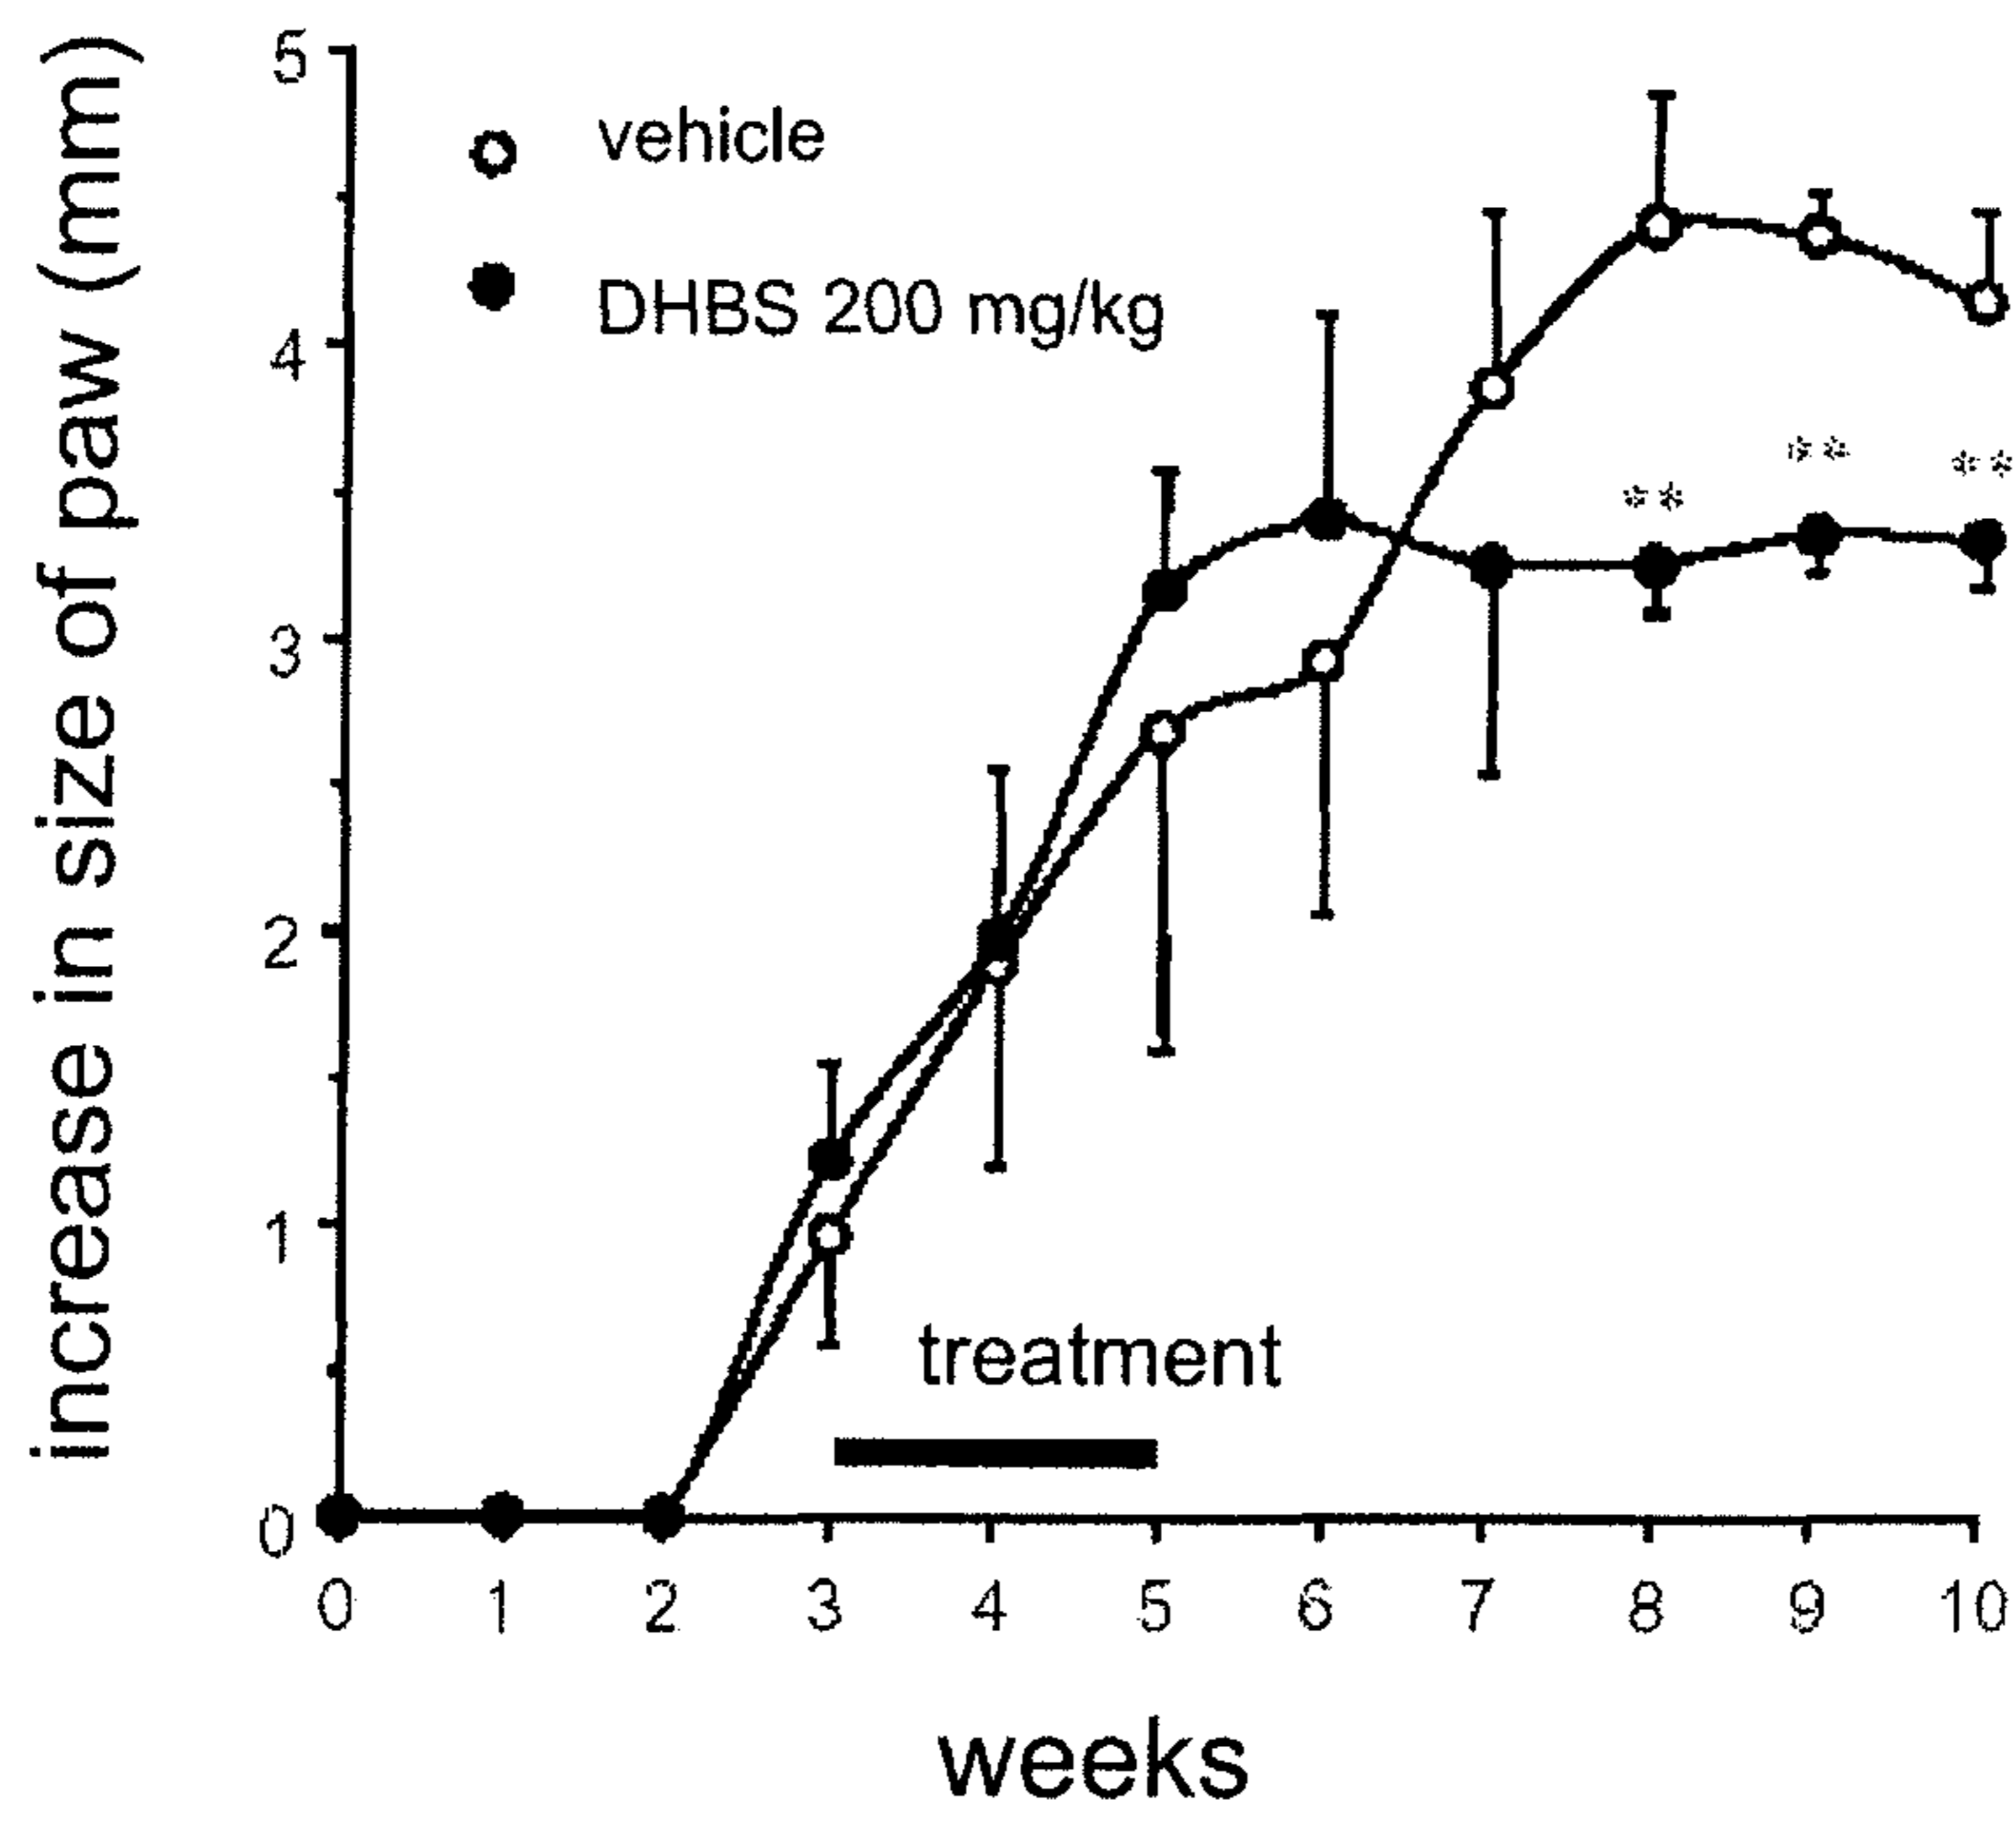 increase in size of paw (mm)
5
4
3
2
1
0
vehicle
DHBS 200 mg/kg
**
**
**
treatment
0 1 2 3 4 5 6 7 8 9 10
weeks